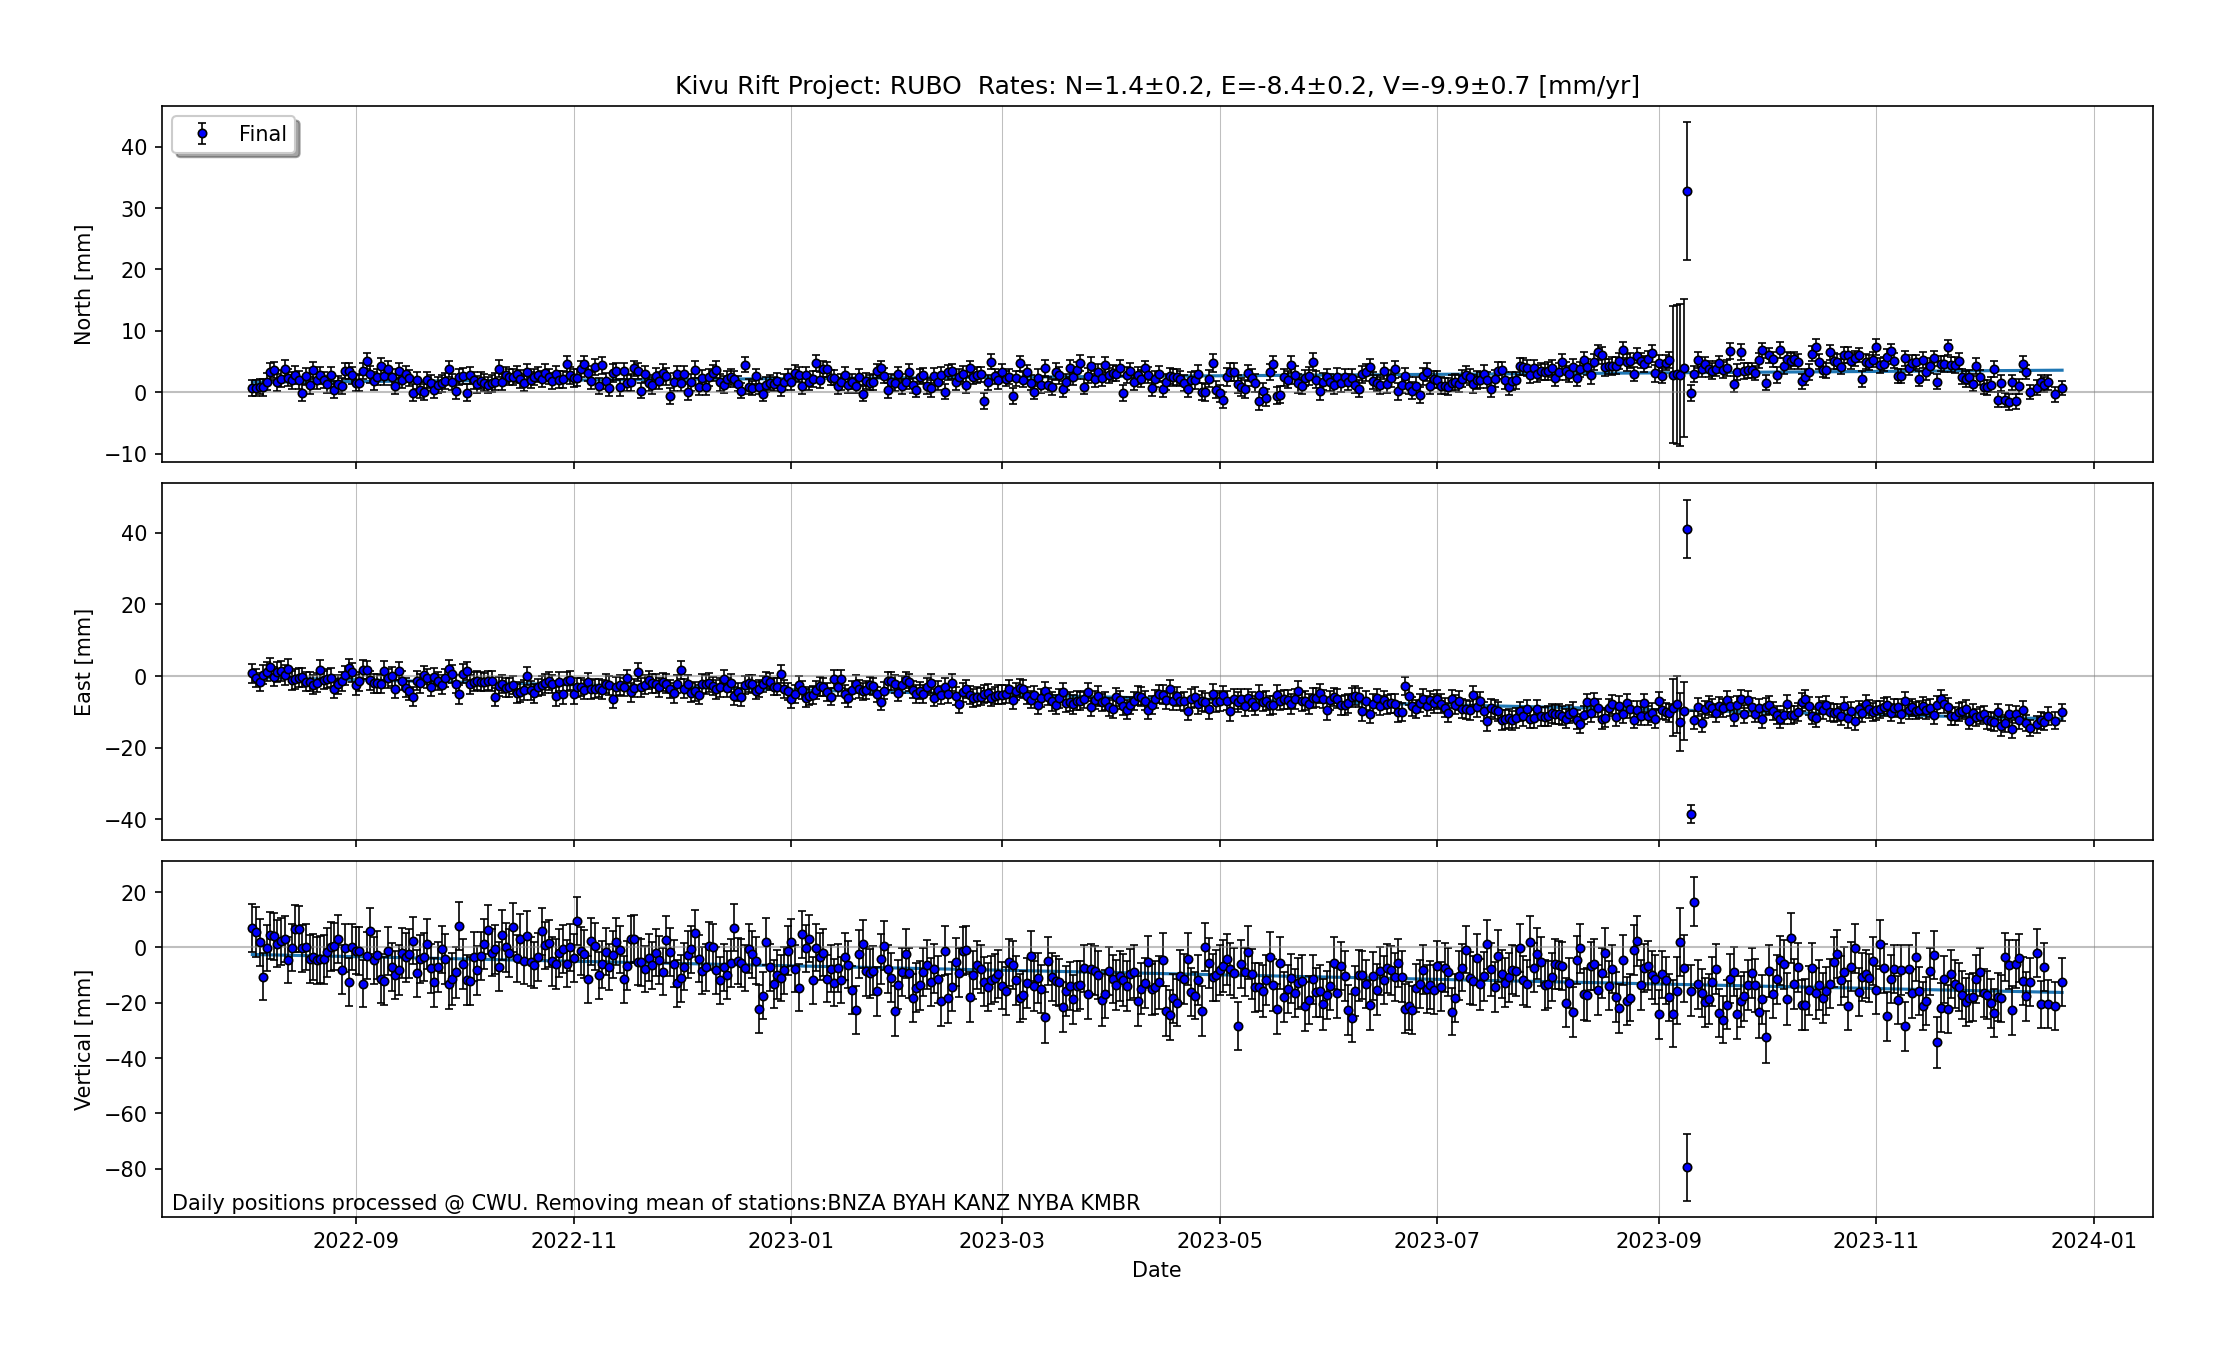 Kivu Rift Project: RUBO  Rates: N=1.4±0.2, E=-8.4±0.2, V=-9.9±0.7 [mm/yr]
Final
North [mm]
40
30
20
10
0
−10
East [mm]
40
20
0
−20
−40
Vertical [mm]
20
0
−20
−40
−60
−80
Daily positions processed @ CWU. Removing mean of stations:BNZA BYAH KANZ NYBA KMBR
2022-09 2022-11 2023-01 2023-03 2023-05 2023-07 2023-09 2023-11 2024-01
Date